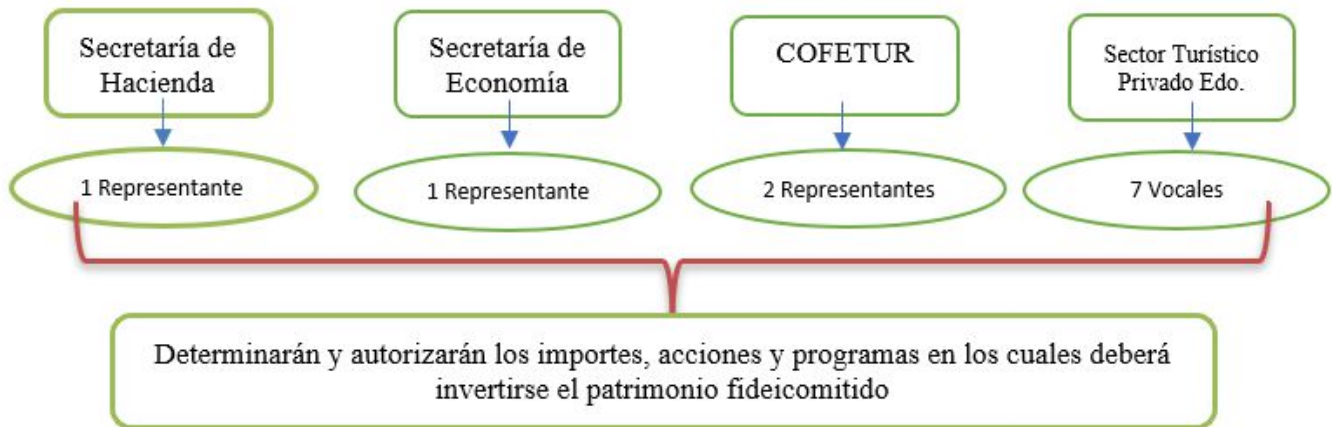 Secretaría de
Hacienda
Secretaría de
Economía
COFETUR
Sector Turístico
Privado Edo.
1 Representante
1 Representante
2 Representantes
7 Vocales
Determinarán y autorizarán los importes, acciones y programas en los cuales deberá
invertirse el patrimonio fideicomitido